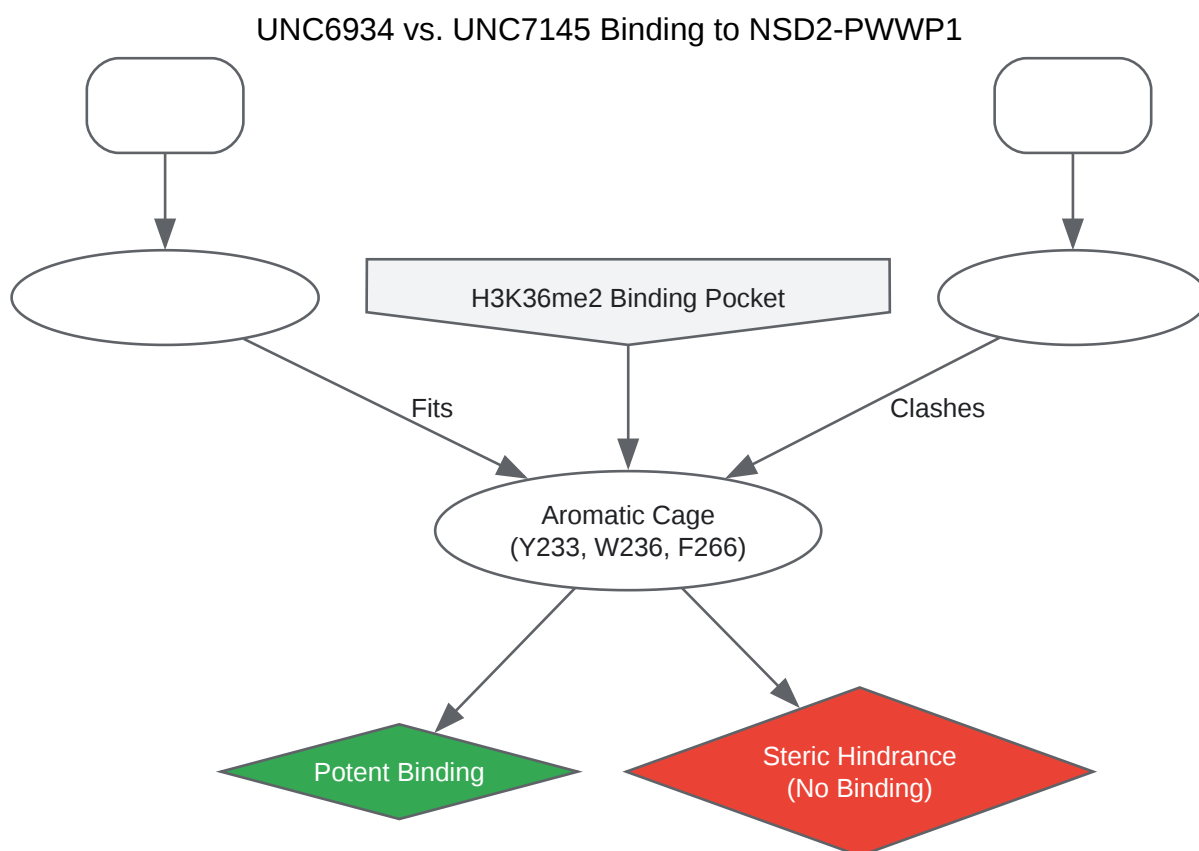 UNC6934 vs. UNC7145 Binding to NSD2-PWWP1
H3K36me2 Binding Pocket
Fits
Clashes
Aromatic Cage
(Y233, W236, F266)
Potent Binding
Steric Hindrance
(No Binding)